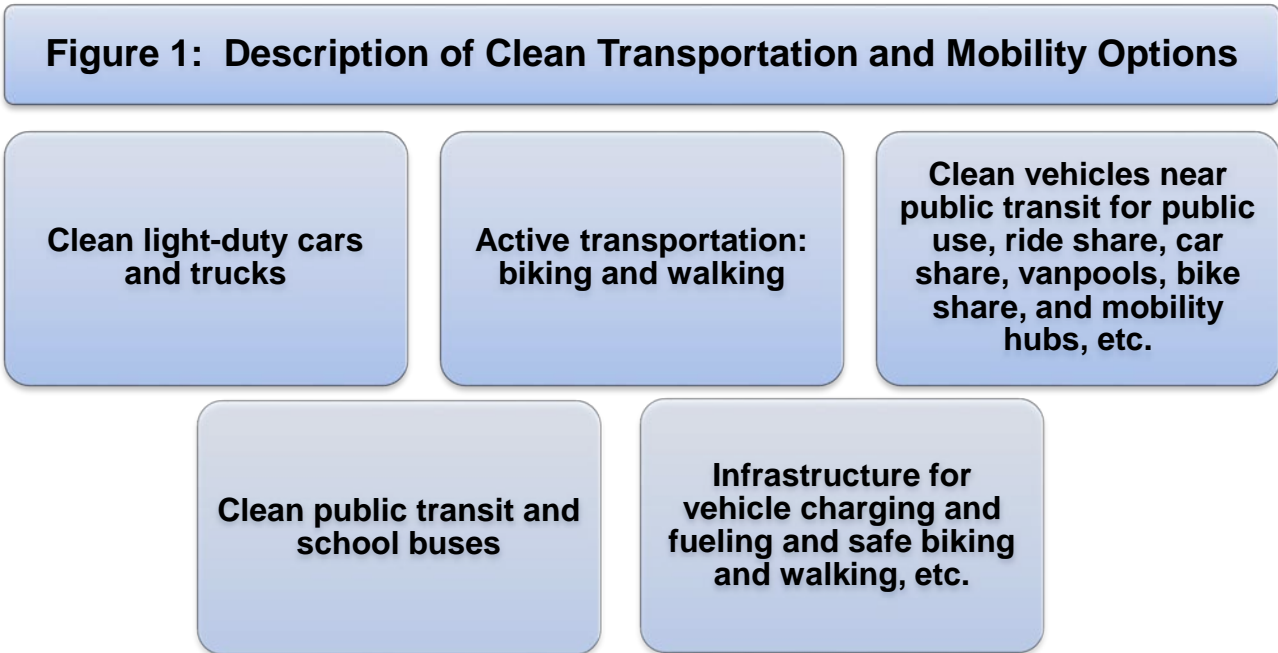 Figure 1:  Description of Clean Transportation and Mobility Options
Clean light-duty cars
and trucks
Active transportation:
biking and walking
Clean vehicles near
public transit for public
use, ride share, car
share, vanpools, bike
share, and mobility
hubs, etc.
Clean public transit and
school buses
Infrastructure for
vehicle charging and
fueling and safe biking
and walking, etc.